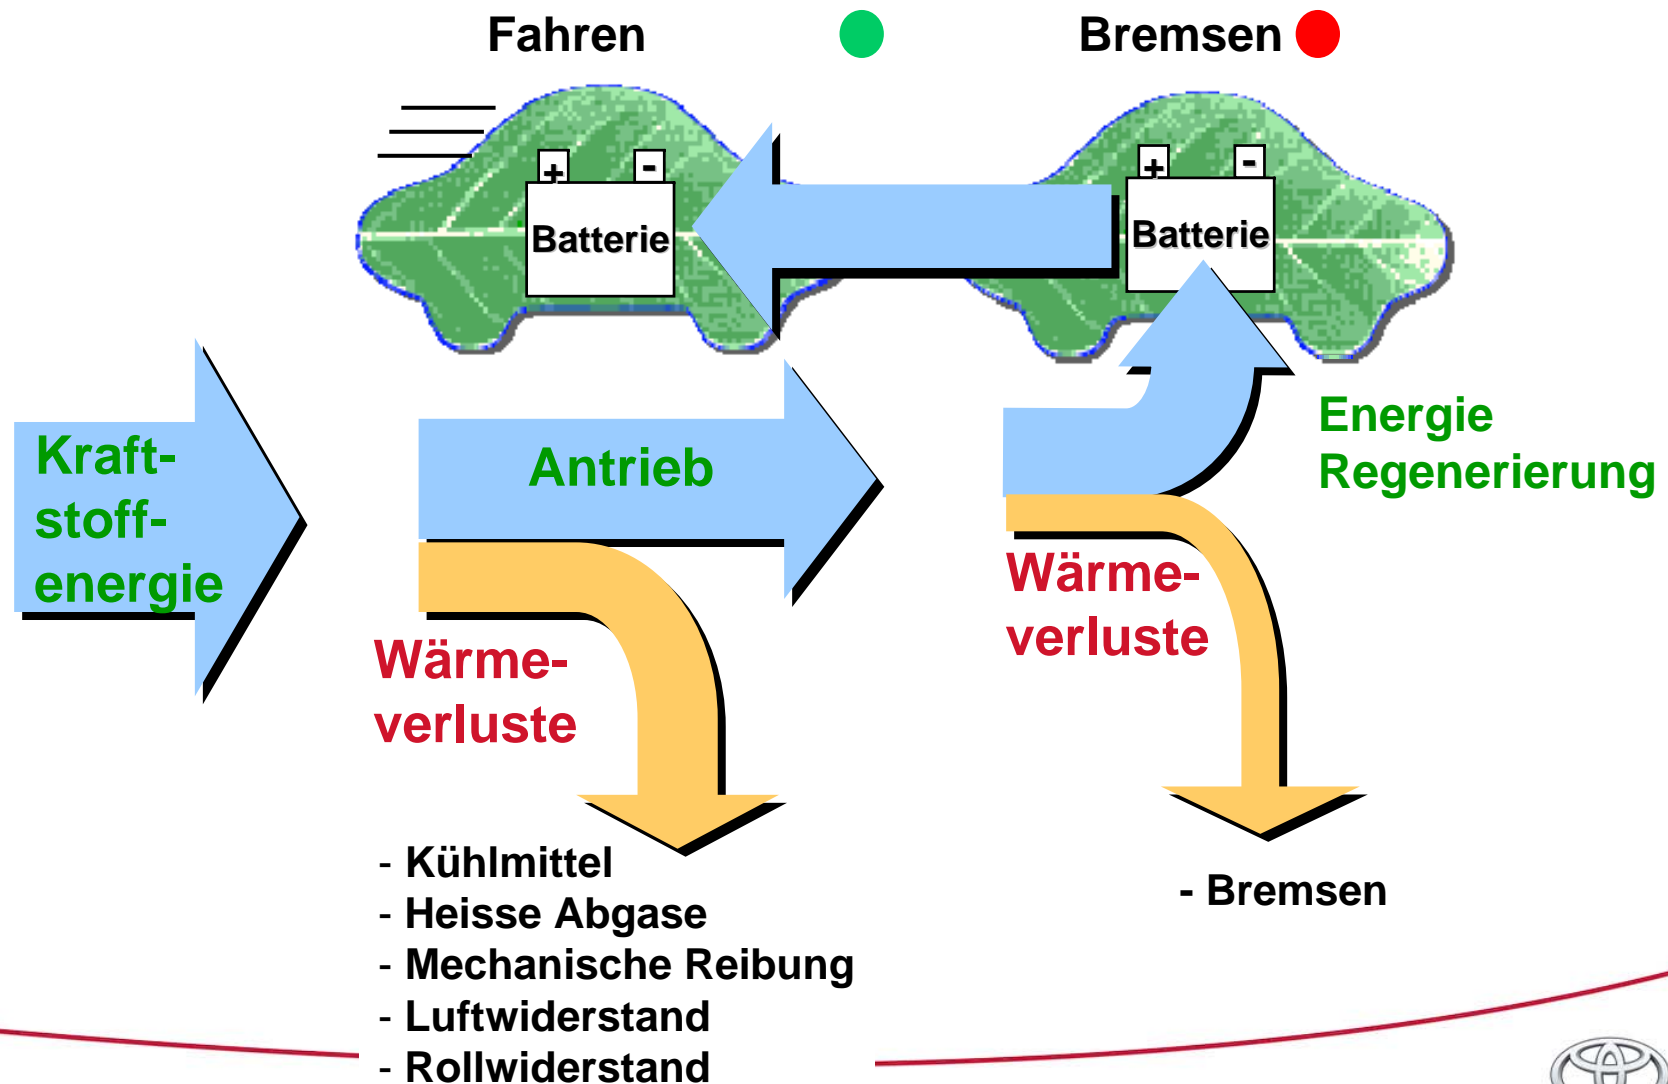 Fahren
Bremsen
+ -
Batterie
+ -
Batterie
Kraft-
stoff-
energie
Antrieb
Energie
Regenerierung
Wärme-
verluste
Wärme-
verluste
- Kühlmittel
- Heisse Abgase
- Mechanische Reibung
- Luftwiderstand
- Rollwiderstand
- Bremsen